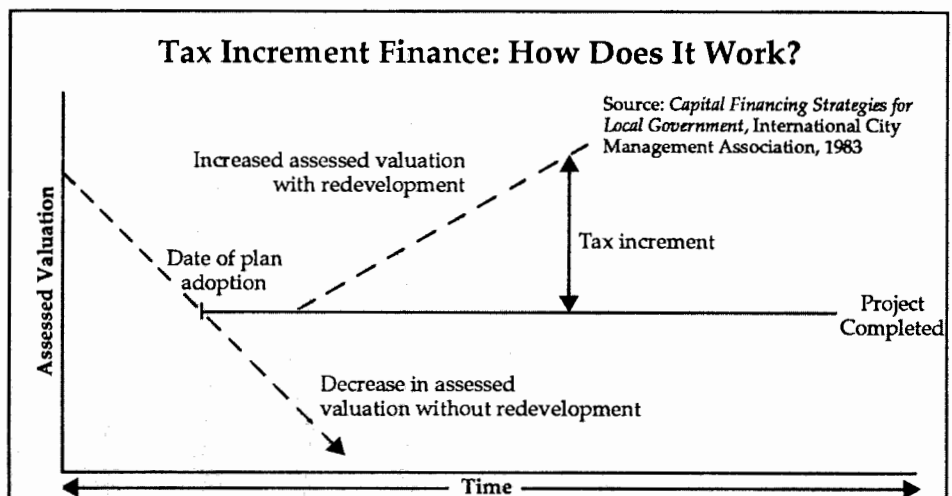 Tax Increment Finance: How Does It Work?
Source: Capital Financing Strategies for
Local Government, International City
Management Association, 1983
Increased assessed valuation
with redevelopment
Tax increment
Date of plan
adoption
Assessed Valuation
Project
Completed
Decrease in assessed
valuation without redevelopment
Time